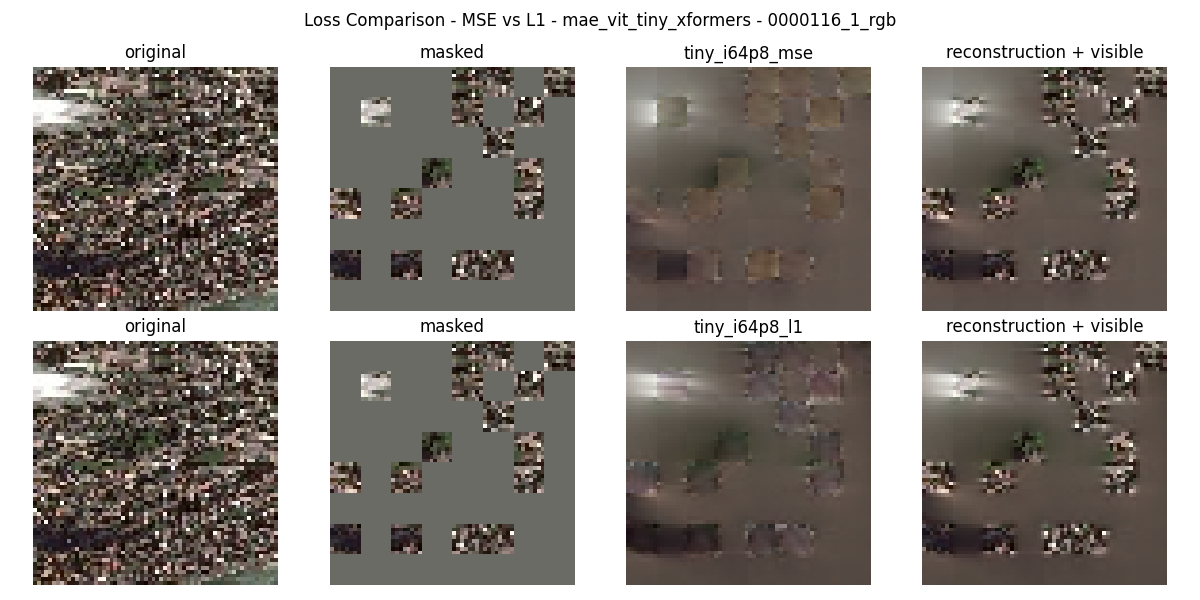 Loss Comparison - MSE vs L1 - mae_vit_tiny_xformers - 0000116_1_rgb
original
masked
tiny_i64p8_mse
reconstruction + visible
original
masked
tiny_i64p8_l1
reconstruction + visible